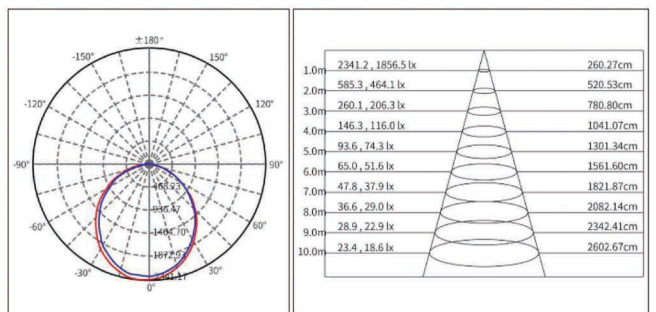 ±180°
-150° 150°
-120° 120°
-90° 90°
-60° 60°
-30° 30°
0°
468.23
936.47
1404.70
1872.93
2341.17
1.0m 2341.2 , 1856.5 lx 260.27cm
2.0m 585.3 , 464.1 lx 520.53cm
3.0m 260.1 , 206.3 lx 780.80cm
4.0m 146.3 , 116.0 lx 1041.07cm
5.0m 93.6 , 74.3 lx 1301.34cm
6.0m 65.0 , 51.6 lx 1561.60cm
7.0m 47.8 , 37.9 lx 1821.87cm
8.0m 36.6 , 29.0 lx 2082.14cm
9.0m 28.9 , 22.9 lx 2342.41cm
10.0m 23.4 , 18.6 lx 2602.67cm